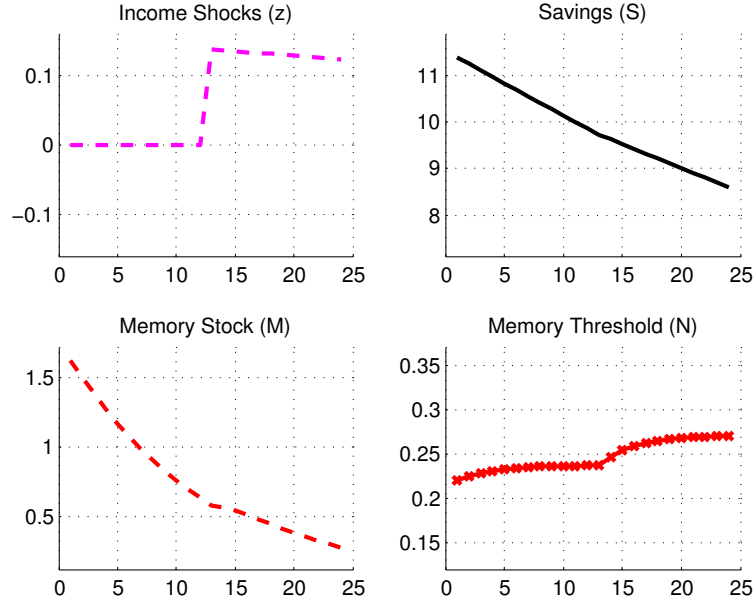 Income Shocks (z)
0.1
0
−0.1
0 5 10 15 20 25
Savings (S)
11
10
9
8
0 5 10 15 20 25
Memory Stock (M)
1.5
1
0.5
0 5 10 15 20 25
Memory Threshold (N)
0.35
0.3
0.25
0.2
0.15
0 5 10 15 20 25